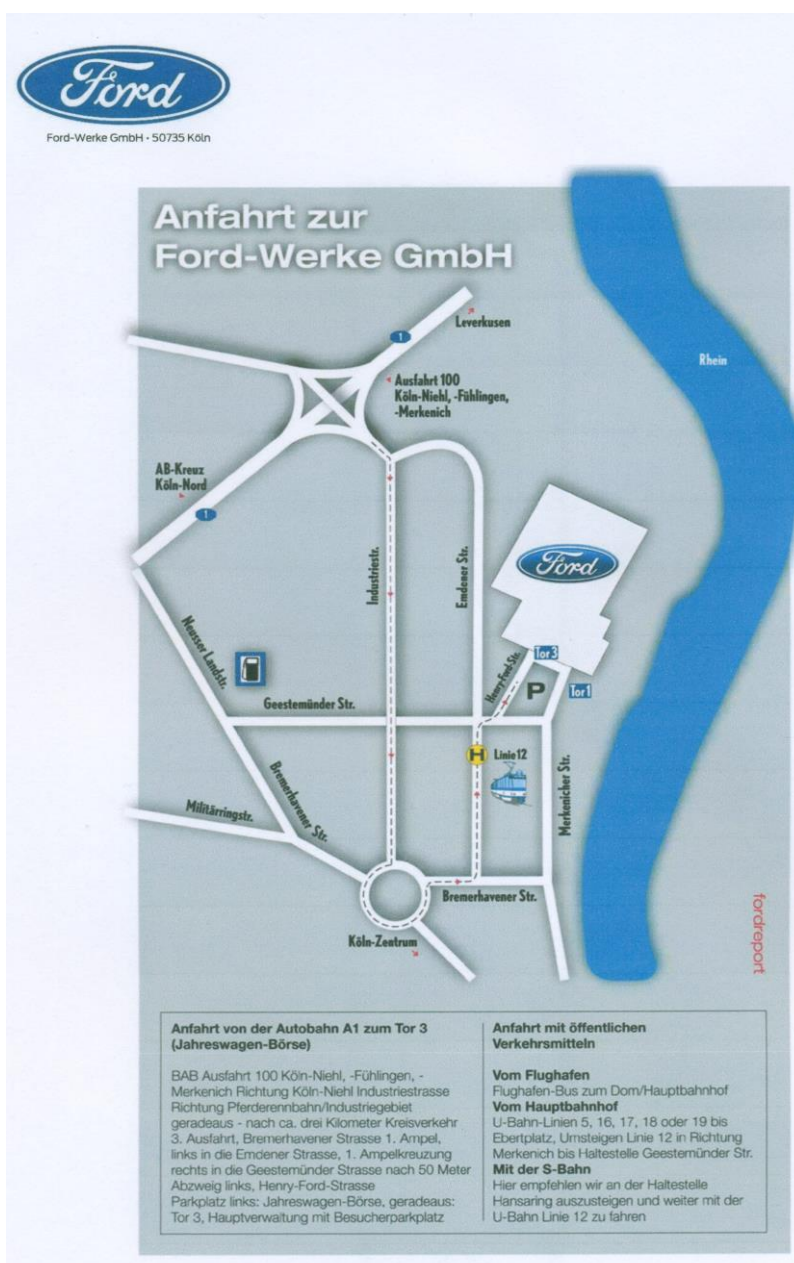 Ford
Ford-Werke GmbH - 50735 Köln
Anfahrt zur
Ford-Werke GmbH
Leverkusen
1
Rhein
Ausfahrt 100
Köln-Niehl, -Fühlingen,
-Merkenich
AB-Kreuz
Köln-Nord
1
Industriestr.
Emdener Str.
Ford
Neusser Landstr.
Henry-Ford-Str.
Tor 3
P
Tor 1
Geestemünder Str.
H
Linie 12
Bremerhavener Str.
Merkenicher Str.
Militärringstr.
Bremerhavener Str.
Köln-Zentrum
fordreport
Anfahrt von der Autobahn A1 zum Tor 3
(Jahreswagen-Börse)
BAB Ausfahrt 100 Köln-Niehl, -Fühlingen, -
Merkenich Richtung Köln-Niehl Industriestrasse
Richtung Pferderennbahn/Industriegebiet
geradeaus - nach ca. drei Kilometer Kreisverkehr
3. Ausfahrt, Bremerhavener Strasse 1. Ampel,
links in die Emdener Strasse, 1. Ampelkreuzung
rechts in die Geestemünder Strasse nach 50 Meter
Abzweig links, Henry-Ford-Strasse
Parkplatz links: Jahreswagen-Börse, geradeaus:
Tor 3, Hauptverwaltung mit Besucherparkplatz
Anfahrt mit öffentlichen
Verkehrsmitteln
Vom Flughafen
Flughafen-Bus zum Dom/Hauptbahnhof
Vom Hauptbahnhof
U-Bahn-Linien 5, 16, 17, 18 oder 19 bis
Ebertplatz, Umsteigen Linie 12 in Richtung
Merkenich bis Haltestelle Geestemünder Str.
Mit der S-Bahn
Hier empfehlen wir an der Haltestelle
Hansaring auszusteigen und weiter mit der
U-Bahn Linie 12 zu fahren